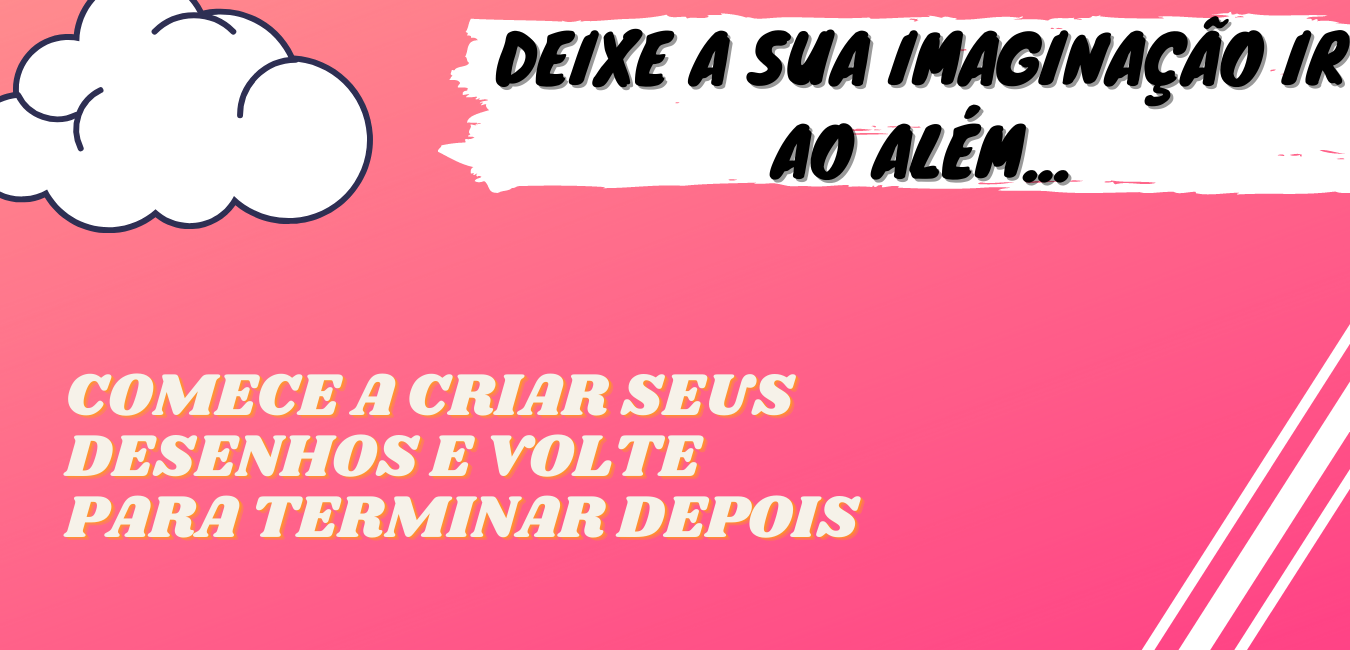 DEIXE A SUA IMAGINAÇÃO IR
AO ALÉM...
COMECE A CRIAR SEUS
DESENHOS E VOLTE
PARA TERMINAR DEPOIS